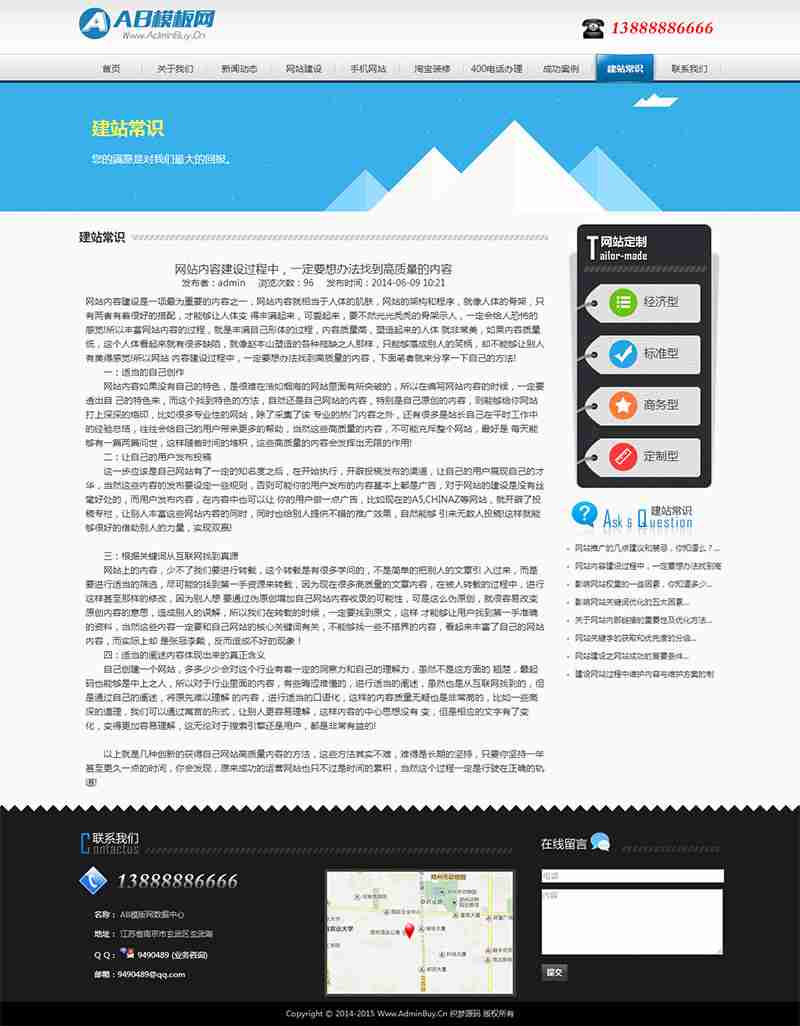 AB模板网
Www.AdminBuy.Cn
13888886666
首页 关于我们 新闻动态 网站建设 手机网站 淘宝装修 400电话办理 成功案例 建站常识 联系我们
建站常识
您的满意是对我们最大的回报。
建站常识
网站内容建设过程中，一定要想办法找到高质量的内容
发布者：admin 浏览次数：96 发布时间：2014-06-09 10:21
网站内容建设是一项最为重要的内容之一，网站内容就相当于人体的肌肤，网站的架构和程序，就像人体的骨架，只
有两者有着很好的搭配，才能够让人体变 得丰满起来，可爱起来，要不然光光秃秃的骨架示人，一定会给人恐怖的
感觉!所以丰富网站内容的过程，就是丰满自己形体的过程，内容质量高，塑造起来的人体 就非常美，如果内容质量
低，这个人体看起来就有很多缺陷，就像赵本山塑造的各种残缺之人那样，只能够落成别人的笑柄，却不能够让别人
有美得感觉!所以网站 内容建设过程中，一定要想办法找到高质量的内容，下面笔者就来分享一下自己的方法!
一：适当的自己创作
网站内容如果没有自己的特色，是很难在浩如烟海的网站里面有所突破的，所以在编写网站内容的时候，一定要
透出自 己的特色来，而这个找到特色的方法，自然还是自己网站的内容，特别是自己原创的内容，则能够给你网站
打上深深的烙印，比如很多专业性的网站，除了采集了该 专业的热门内容之外，还有很多是站长自己在平时工作中
的经验总结，往往会给自己的用户带来更多的帮助，当然这些高质量的内容，不可能充斥整个网站，最好是 每天能
够有一篇两篇问世，这样随着时间的堆积，这些高质量的内容会发挥出无限的作用!
二：让自己的用户发布投稿
这一步应该是自己网站有了一定的知名度之后，在开始执行，开辟投稿发布的渠道，让自己的用户展现自己的才
华，当然这些内容的发布要设定一些规则，否则可能你的用户发布的内容基本上都是广告，对于网站的建设是没有丝
毫好处的，而用户发布内容，在内容中也可以让 你的用户做一点广告，比如现在的A5,CHINAZ等网站，就开辟了投
稿专栏，让别人丰富这些网站内容的同时，同时也给别人提供不错的推广效果，自然能够 引来无数人投稿!这样就能
够很好的借助别人的力量，实现双赢!
三：根据关键词从互联网找到真源
网站上的内容，少不了我们要进行转载，这个转载是有很多学问的，不是简单的把别人的文章引 入过来，而是
要进行适当的筛选，尽可能的找到第一手资源来转载，因为现在很多高质量的文章内容，在被人转载的过程中，进行
这样甚至那样的修改，因为别人想 要通过伪原创增加自己网站内容收录的可能性，可是这么伪原创，就很容易改变
原创内容的意思，造成别人的误解，所以我们在转载的时候，一定要找到原文，这样 才能够让用户找到第一手准确
的资料，当然这些内容一定要和自己网站的核心关键词有关，不能够找一些不搭界的内容，看起来丰富了自己的网站
内容，而实际上却 是张冠李戴，反而造成不好的现象！
四：适当的阐述内容体现出来的真正含义
自己创建一个网站，多多少少会对这个行业有着一定的洞察力和自己的理解力，虽然不是这方面的 翘楚，最起
码也能够是中上之人，所以对于行业里面的内容，有些晦涩难懂的，进行适当的阐述，虽然也是从互联网找到的，但
是通过自己的阐述，将原先难以理解 的内容，进行适当的口语化，这样的内容质量无疑也是非常高的，比如一些高
深的道理，我们可以通过寓言的形式，让别人更容易理解，这样内容的中心思想没有 变，但是相应的文字有了变
化，变得更加容易理解，这无论对于搜索引擎还是用户，都是非常有益的!
以上就是几种创新的获得自己网站高质量内容的方法，这些方法其实不难，难得是长期的坚持，只要你坚持一年
甚至更久一点的时间，你会发现，原来成功的运营网站也只不过是时间的累积，当然这个过程一定是行驶在正确的轨
道!
网站定制
Tailor-made
经济型
标准型
商务型
定制型
建站常识
Ask & Question
网站推广的几点建议和禁忌，你知道么？...
网站内容建设过程中，一定要想办法找到高
影响网站权重的一些因素，你知道多少...
影响网站关键词优化的五大因素...
关于网站内部链接的重要性及优化方法...
网站关键字的获取和优先度的分级...
网站建设之网站成功的首要条件...
建设网站过程中维护内容与维护方案的制
联系我们
Contactus
13888886666
名称： AB模板网数据中心
地址： 江苏省南京市玄武区玄武湖
Q Q： 9490489 (业务咨询)
邮箱：9490489@qq.com
在线留言
电话
内容
提交
Copyright © 2014-2015 Www.AdminBuy.Cn 织梦源码 版权所有